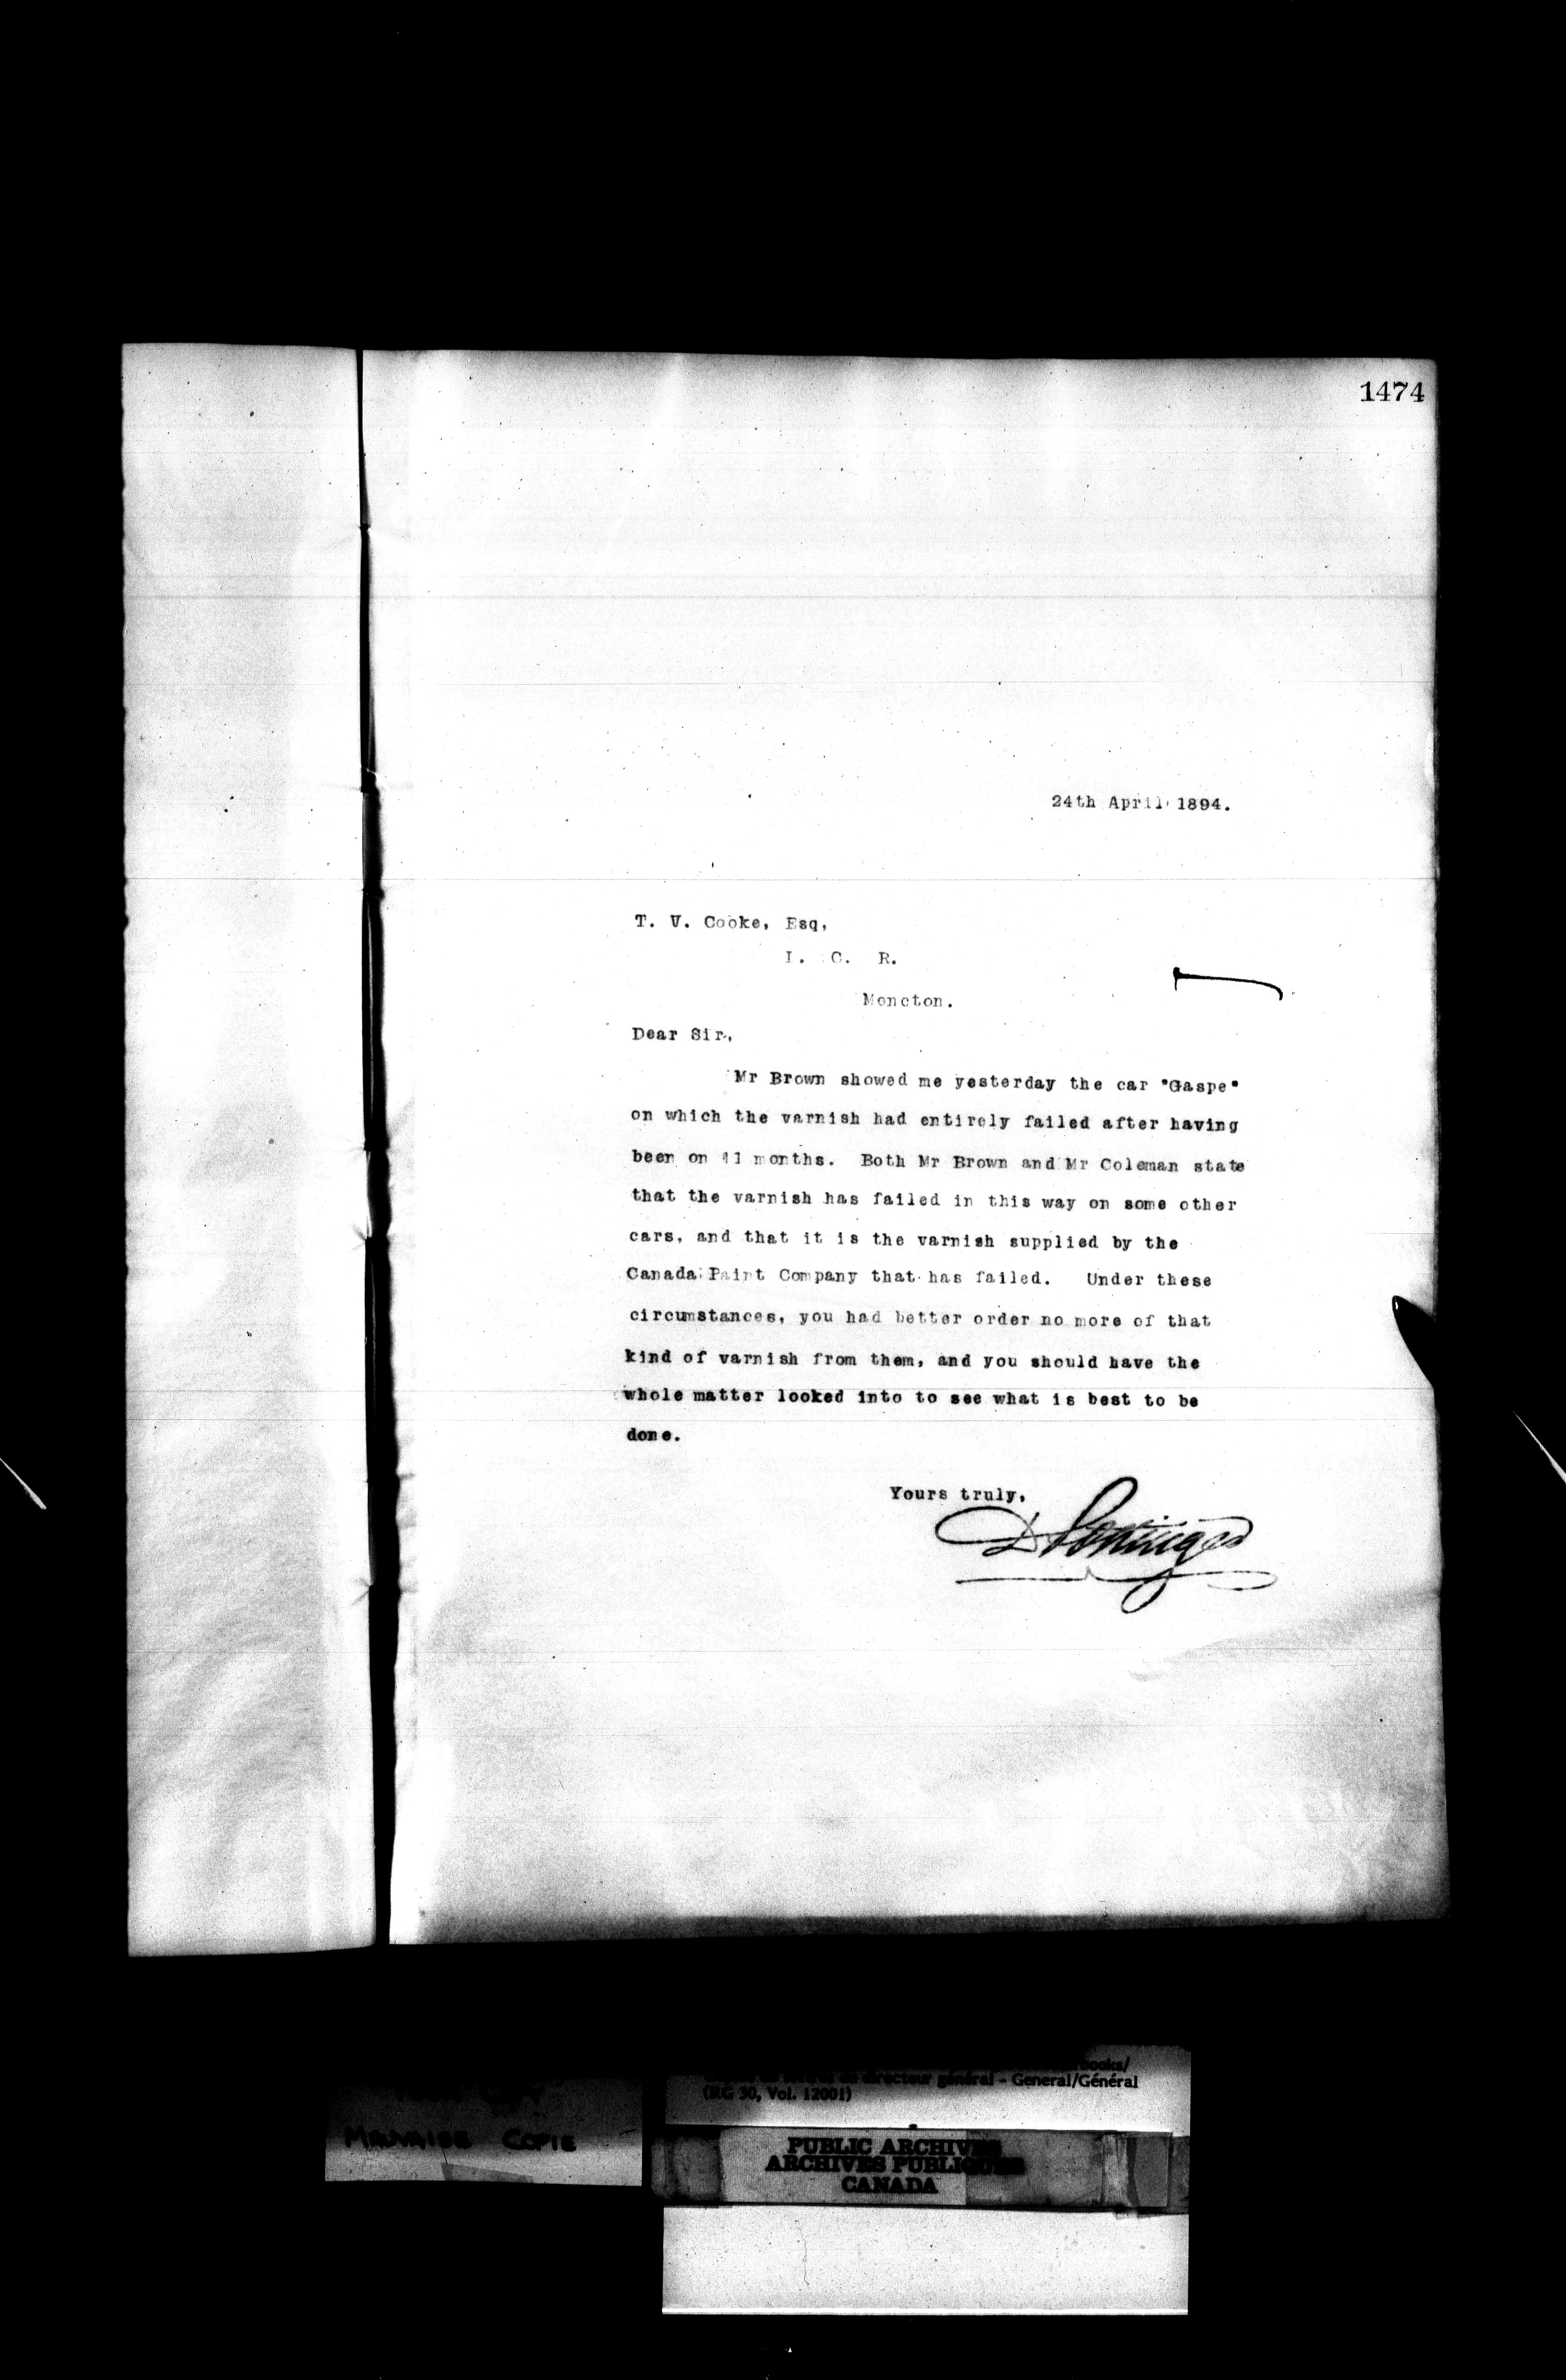 1474
24th April 1894.
T. V. Cooke, Esq,
I. C. R.
Moncton.
Dear Sir,
Mr Brown showed me yesterday the car "Gaspe"
on which the varnish had entirely failed after having
been on 11 months. Both Mr Brown and Mr Coleman state
that the varnish has failed in this way on some other
cars, and that it is the varnish supplied by the
Canada Paint Company that has failed. Under these
circumstances, you had better order no more of that
kind of varnish from them, and you should have the
whole matter looked into to see what is best to be
done.
Yours truly,
D Pottinger
books/
directeur général - General/Général
(RG 30, Vol. 12001)
MAUVAISE COPIE
PUBLIC ARCHIVES
ARCHIVES PUBLIQUES
CANADA